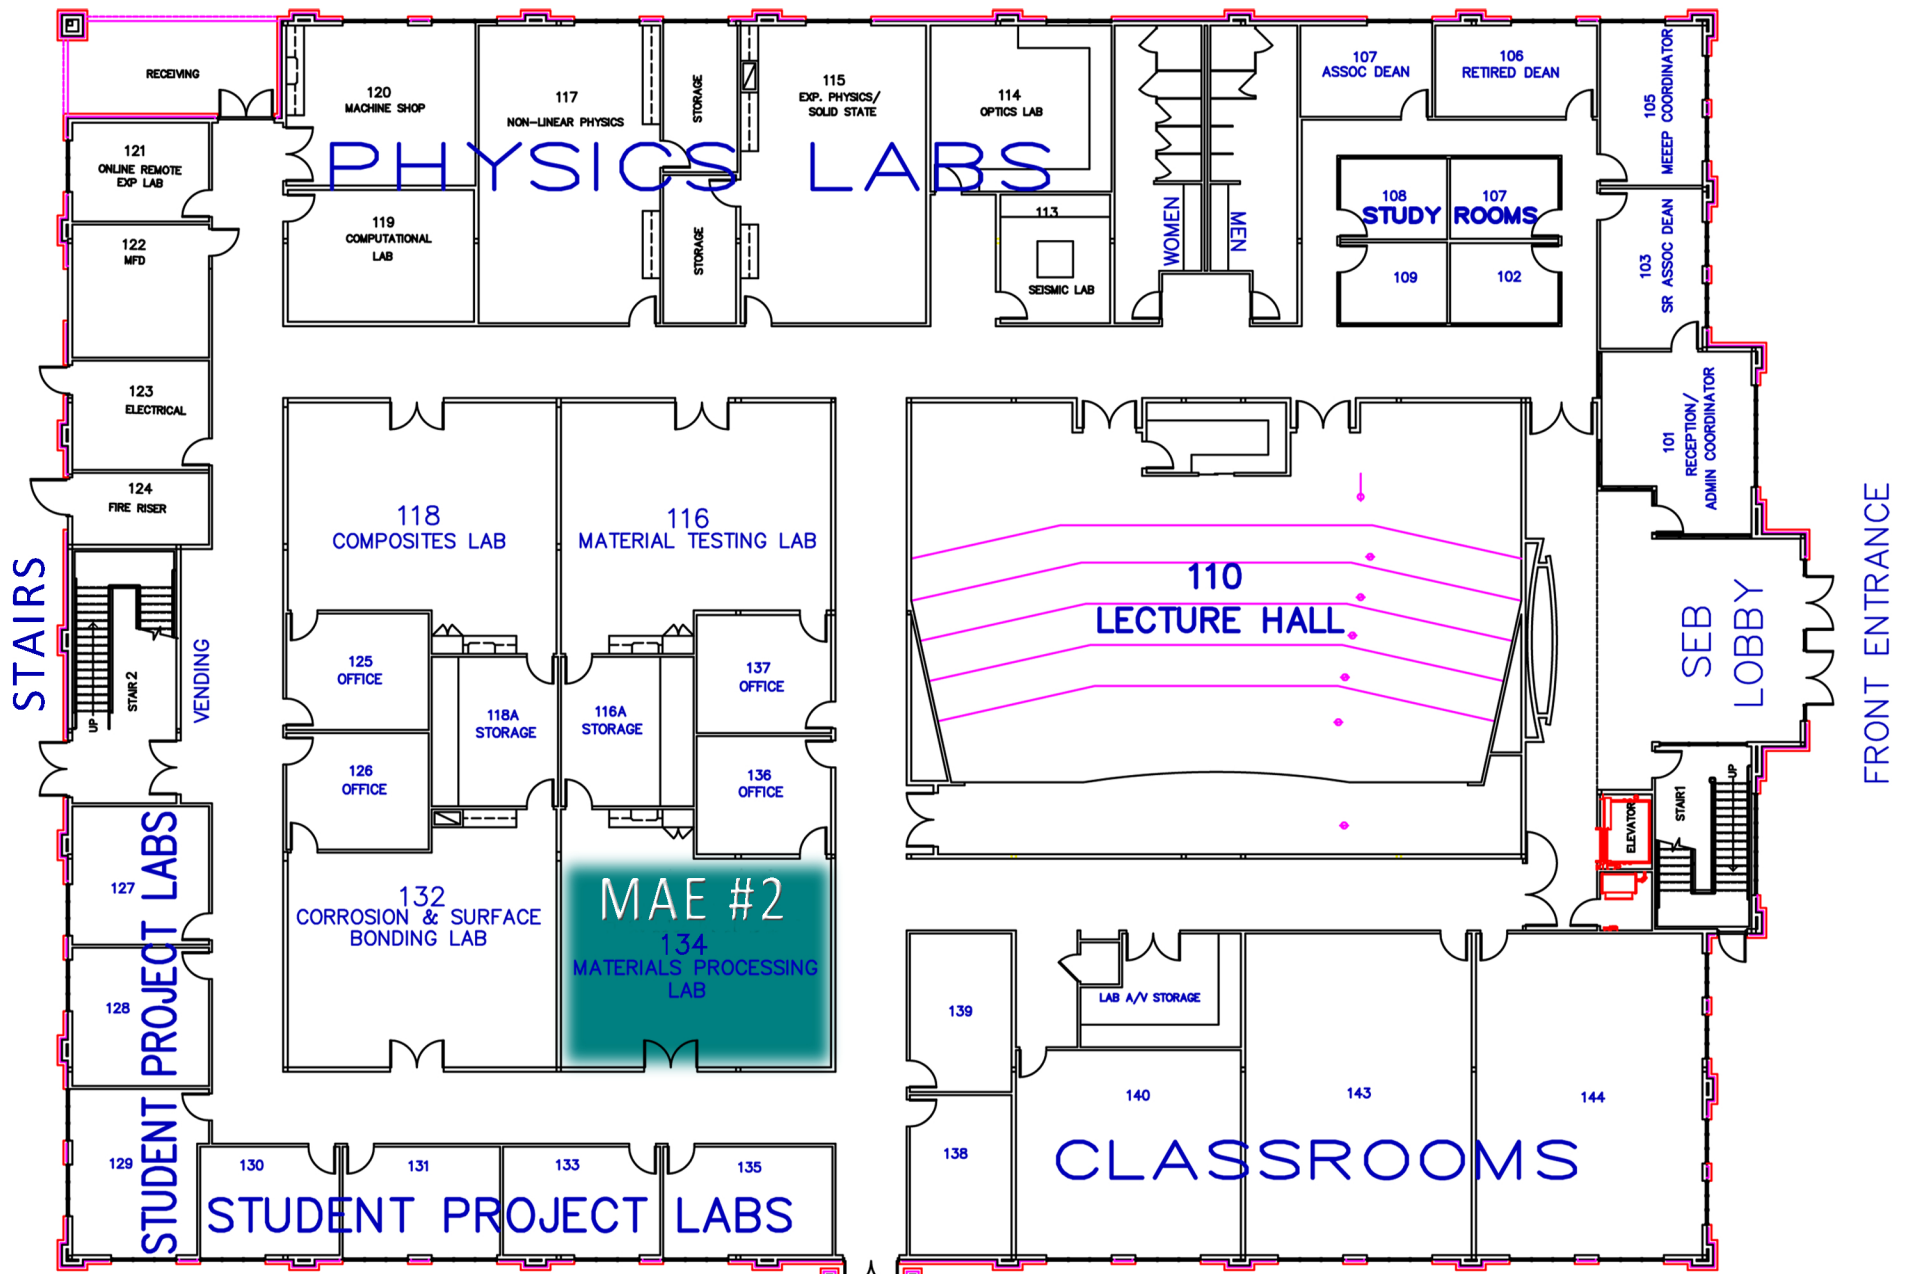 RECEIVING
120
MACHINE SHOP
117
NON-LINEAR PHYSICS
STORAGE
115
EXP. PHYSICS/
SOLID STATE
114
OPTICS LAB
107
ASSOC DEAN
106
RETIRED DEAN
105
MEEEP COORDINATOR
121
ONLINE REMOTE
EXP LAB
PHYSICS LABS
119
COMPUTATIONAL
LAB
STORAGE
113
SEISMIC LAB
WOMEN
MEN
108
107
STUDY ROOMS
109
102
103
SR ASSOC DEAN
122
MFD
123
ELECTRICAL
124
FIRE RISER
118
COMPOSITES LAB
116
MATERIAL TESTING LAB
110
LECTURE HALL
101
RECEPTION/
ADMIN COORDINATOR
FRONT ENTRANCE
SEB
LOBBY
STAIRS
UP
STAIR2
VENDING
125
OFFICE
118A
STORAGE
116A
STORAGE
137
OFFICE
126
OFFICE
136
OFFICE
ELEVATOR
STAIR1
UP
132
CORROSION & SURFACE
BONDING LAB
MAE #2
134
MATERIALS PROCESSING
LAB
127
128
129
STUDENT PROJECT LABS
139
LAB A/V STORAGE
138
140
143
144
CLASSROOMS
130
131
133
135
STUDENT PROJECT LABS